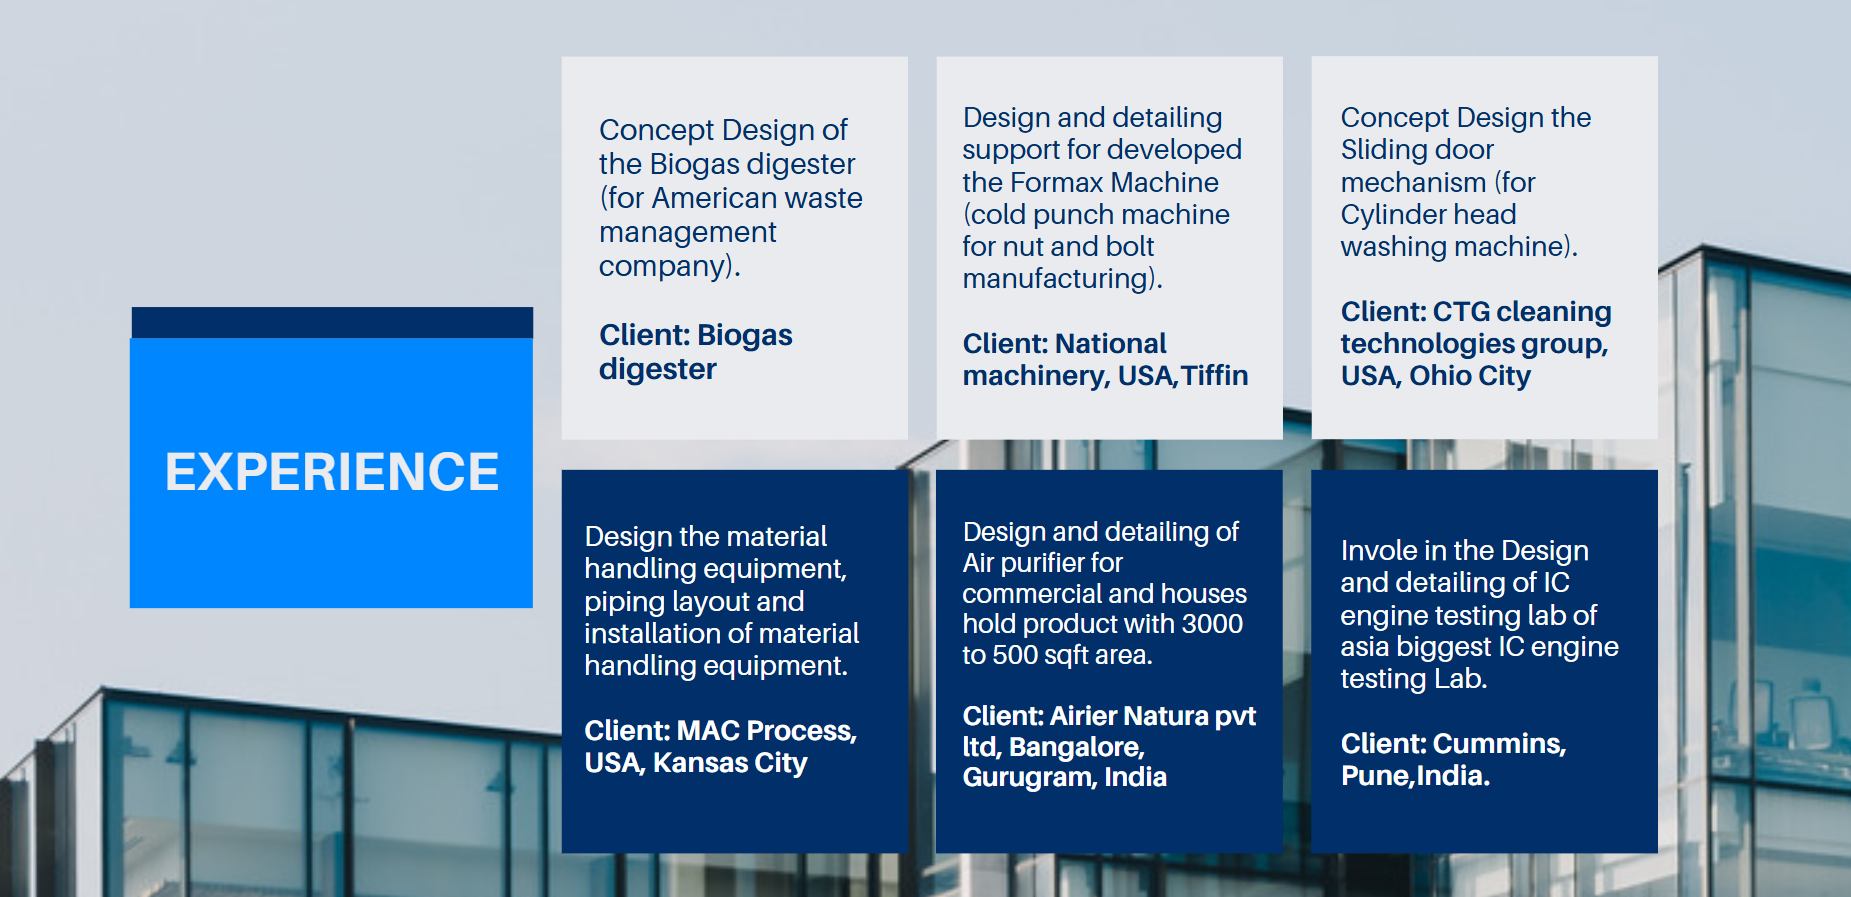 EXPERIENCE
Concept Design of
the Biogas digester
(for American waste
management
company).
Client: Biogas
digester
Design and detailing
support for developed
the Formax Machine
(cold punch machine
for nut and bolt
manufacturing).
Client: National
machinery, USA,Tiffin
Concept Design the
Sliding door
mechanism (for
Cylinder head
washing machine).
Client: CTG cleaning
technologies group,
USA, Ohio City
Design the material
handling equipment,
piping layout and
installation of material
handling equipment.
Client: MAC Process,
USA, Kansas City
Design and detailing of
Air purifier for
commercial and houses
hold product with 3000
to 500 sqft area.
Client: Airier Natura pvt
ltd, Bangalore,
Gurugram, India
Invole in the Design
and detailing of IC
engine testing lab of
asia biggest IC engine
testing Lab.
Client: Cummins,
Pune,India.